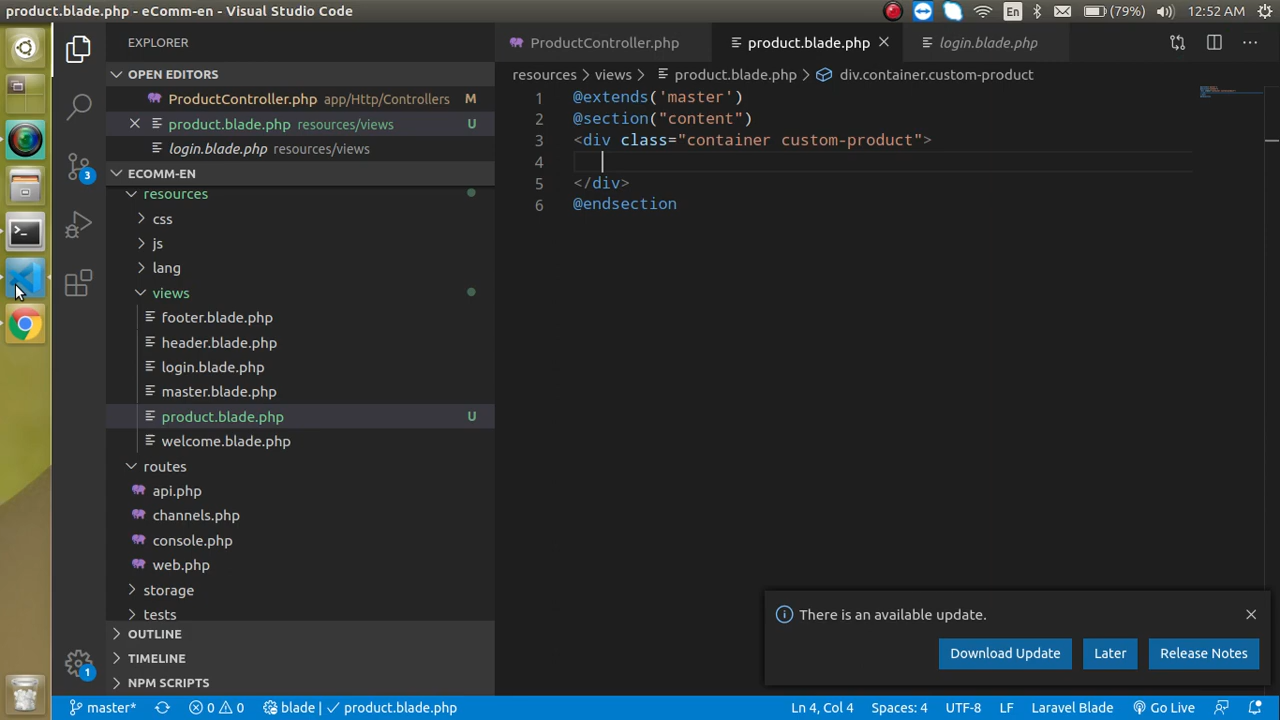 product.blade.php - eComm-en - Visual Studio Code
En
(79%)
12:52 AM
EXPLORER
OPEN EDITORS
ProductController.php app/Http/Controllers M
product.blade.php resources/views U
login.blade.php resources/views
ECOMM-EN
resources
css
js
lang
views
footer.blade.php
header.blade.php
login.blade.php
master.blade.php
product.blade.php U
welcome.blade.php
routes
api.php
channels.php
console.php
web.php
storage
tests
OUTLINE
TIMELINE
NPM SCRIPTS
3
1
ProductController.php
product.blade.php
login.blade.php
resources > views > product.blade.php > div.container.custom-product
1 @extends('master')
2 @section("content")
3 <div class="container custom-product">
4
5 </div>
6 @endsection
There is an available update.
Download Update
Later
Release Notes
master*
0 0
blade | ✓ product.blade.php
Ln 4, Col 4
Spaces: 4
UTF-8
LF
Laravel Blade
Go Live